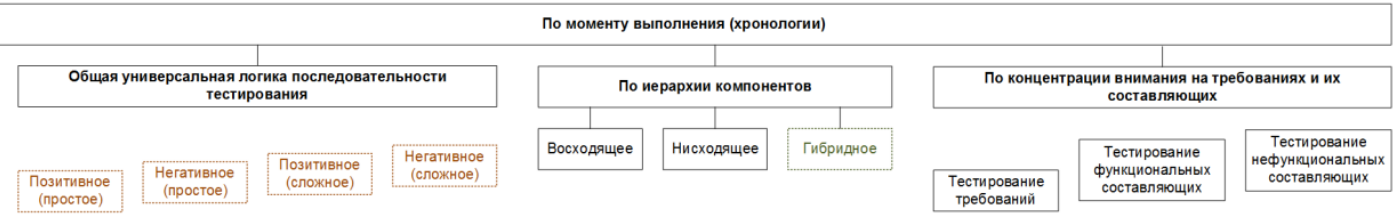 По моменту выполнения (хронологии)
Общая универсальная логика последовательности
тестирования
Позитивное
(простое)
Негативное
(простое)
Позитивное
(сложное)
Негативное
(сложное)
По иерархии компонентов
Восходящее
Нисходящее
Гибридное
По концентрации внимания на требованиях и их
составляющих
Тестирование
требований
Тестирование
функциональных
составляющих
Тестирование
нефункциональных
составляющих